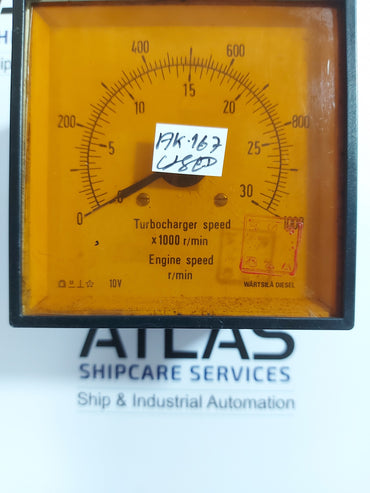 400
600
10
15
20
200
800
5
25
AK-167
USED
0
0
30
Turbocharger speed
x 1000 r/min
Engine speed
r/min
10V
WÄRTSILÄ DIESEL
ATLAS
SHIPCARE SERVICES
Ship & Industrial Automation